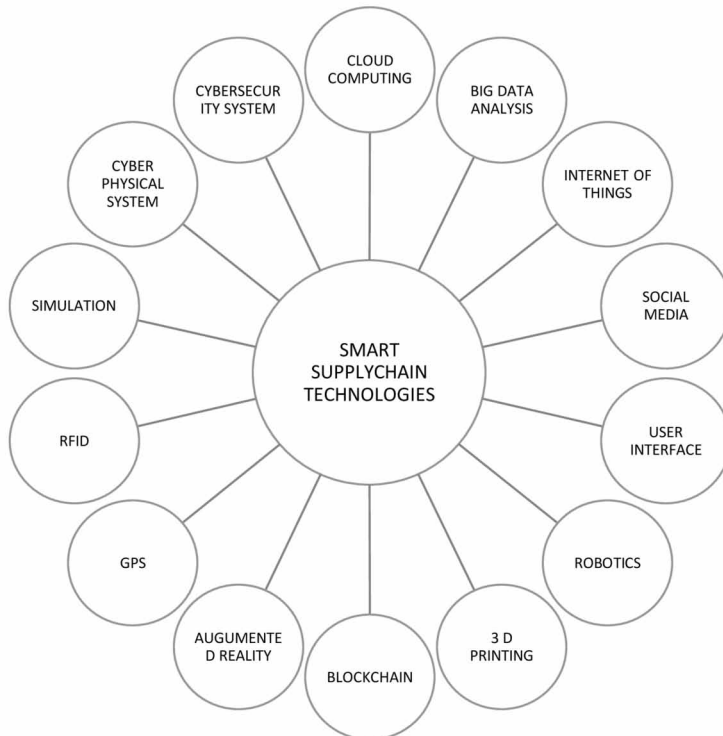 CLOUD
COMPUTING
BIG DATA
ANALYSIS
INTERNET OF
THINGS
SOCIAL
MEDIA
USER
INTERFACE
ROBOTICS
3 D
PRINTING
BLOCKCHAIN
AUGUMENTE
D REALITY
GPS
RFID
SIMULATION
CYBER
PHYSICAL
SYSTEM
CYBERSECUR
ITY SYSTEM
SMART
SUPPLYCHAIN
TECHNOLOGIES